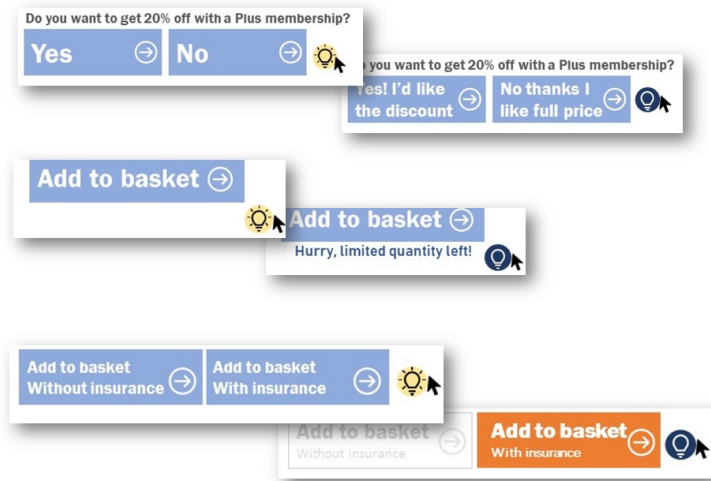 Do you want to get 20% off with a Plus membership?
Yes No
you want to get 20% off with a Plus membership?
Yes! I'd like No thanks I
the discount like full price
Add to basket
Add to basket
Hurry, limited quantity left!
Add to basket Add to basket
Without insurance With insurance
Add to basket Add to basket
Without insurance With insurance